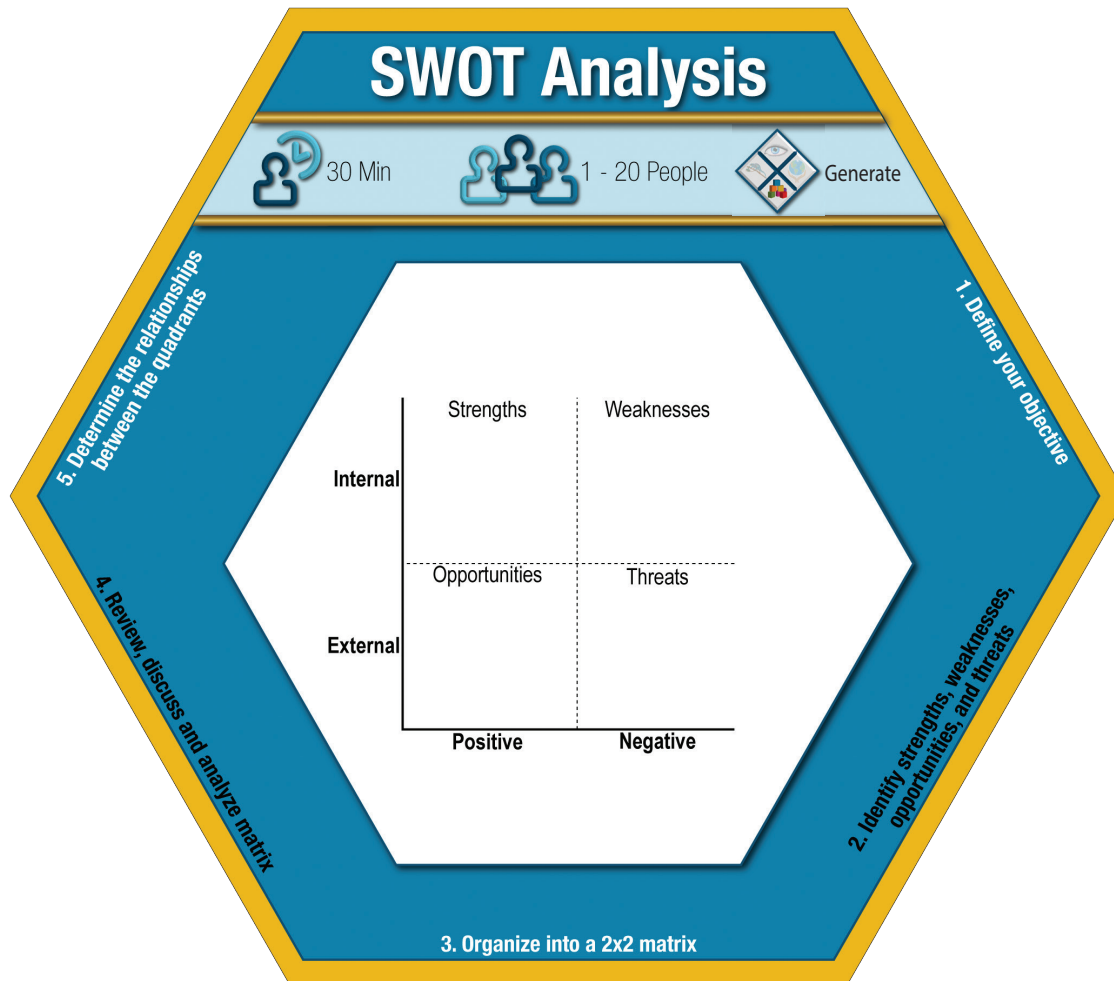 SWOT Analysis
30 Min
1 - 20 People
Generate
1. Define your objective
2. Identify strengths, weaknesses,
opportunities, and threats
3. Organize into a 2x2 matrix
4. Review, discuss and analyze matrix
5. Determine the relationships
between the quadrants
Strengths
Weaknesses
Internal
Opportunities
Threats
External
Positive
Negative